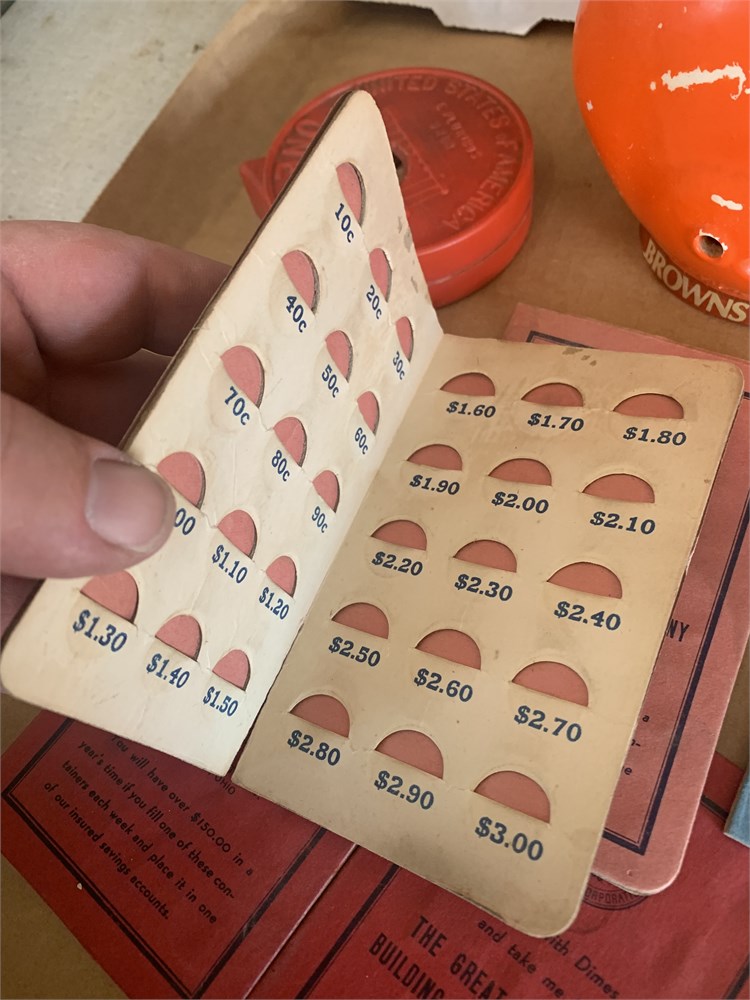 UNITED STATES of AMERICA
BROWNS
10c
40c 20c
50c 30c
70c 60c
80c
90c
00
$1.10
$1.20
$1.30
$1.40
$1.50
$1.60 $1.70 $1.80
$1.90 $2.00 $2.10
$2.20 $2.30 $2.40
$2.50 $2.60 $2.70
$2.80 $2.90 $3.00
NY
You will have over $150.00 in a
year's time if you fill one of these con-
tainers each week and place it in one
of our insured savings accounts.
with Dimes
and take me
THE GREAT
BUILDING